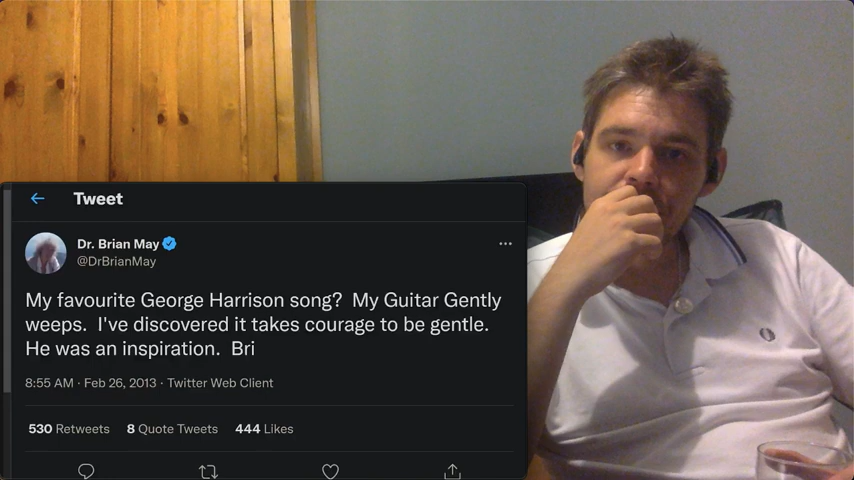 Tweet
Dr. Brian May
@DrBrianMay
My favourite George Harrison song? My Guitar Gently
weeps. I've discovered it takes courage to be gentle.
He was an inspiration. Bri
8:55 AM · Feb 26, 2013 · Twitter Web Client
530 Retweets 8 Quote Tweets 444 Likes